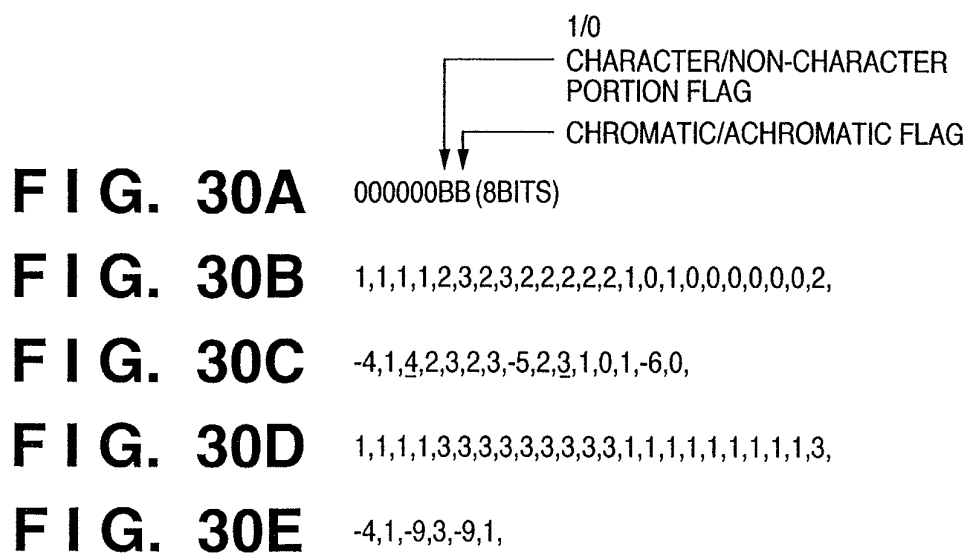 1/0
CHARACTER/NON-CHARACTER
PORTION FLAG
CHROMATIC/ACHROMATIC FLAG
FIG. 30A 000000BB (8BITS)
FIG. 30B 1,1,1,1,2,3,2,3,2,2,2,2,2,1,0,1,0,0,0,0,0,0,2,
FIG. 30C -4,1,4,2,3,2,3,-5,2,3,1,0,1,-6,0,
FIG. 30D 1,1,1,1,3,3,3,3,3,3,3,3,3,1,1,1,1,1,1,1,1,1,3,
FIG. 30E -4,1,-9,3,-9,1,